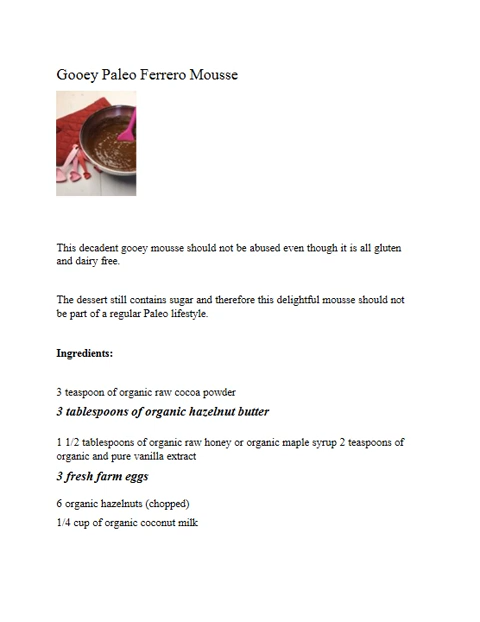 Gooey Paleo Ferrero Mousse
This decadent gooey mousse should not be abused even though it is all gluten
and dairy free.
The dessert still contains sugar and therefore this delightful mousse should not
be part of a regular Paleo lifestyle.
Ingredients:
3 teaspoon of organic raw cocoa powder
3 tablespoons of organic hazelnut butter
1 1/2 tablespoons of organic raw honey or organic maple syrup 2 teaspoons of
organic and pure vanilla extract
3 fresh farm eggs
6 organic hazelnuts (chopped)
1/4 cup of organic coconut milk